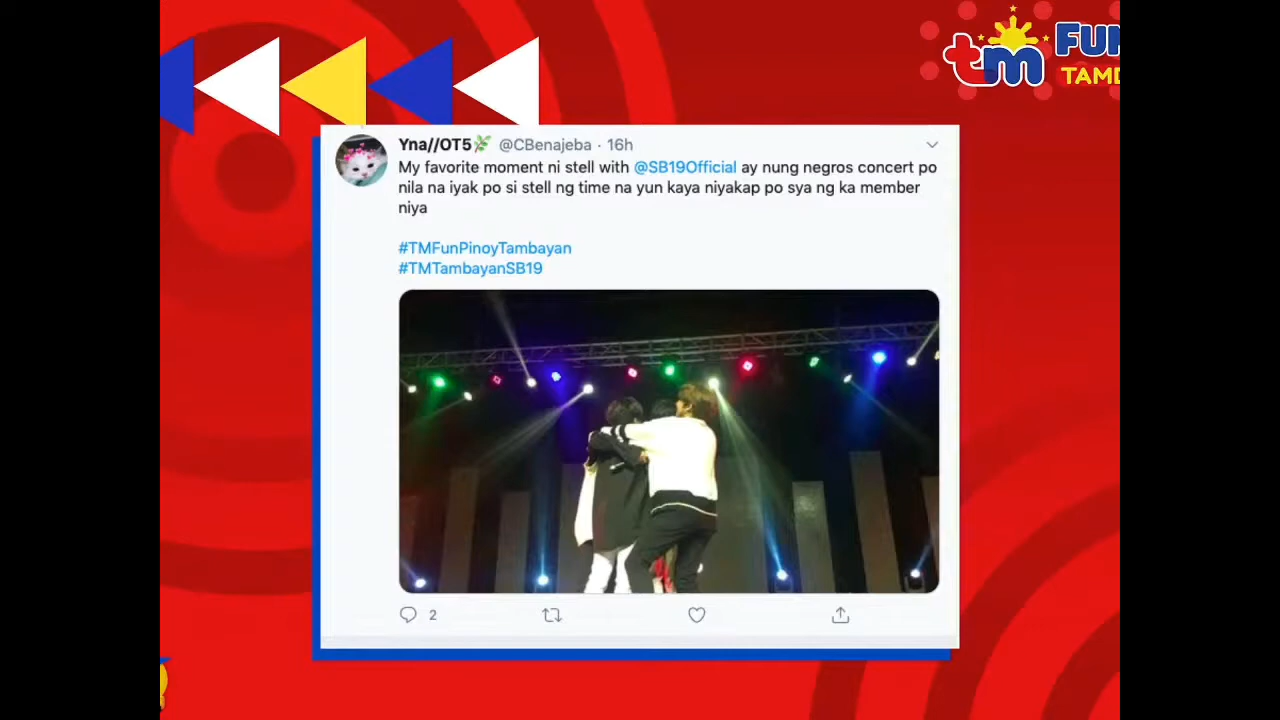 tm FUN
TAMB
Yna//OT5🌿 @CBenajeba · 16h
My favorite moment ni stell with @SB19Official ay nung negros concert po
nila na iyak po si stell ng time na yun kaya niyakap po sya ng ka member
niya
#TMFunPinoyTambayan
#TMTambayanSB19
2